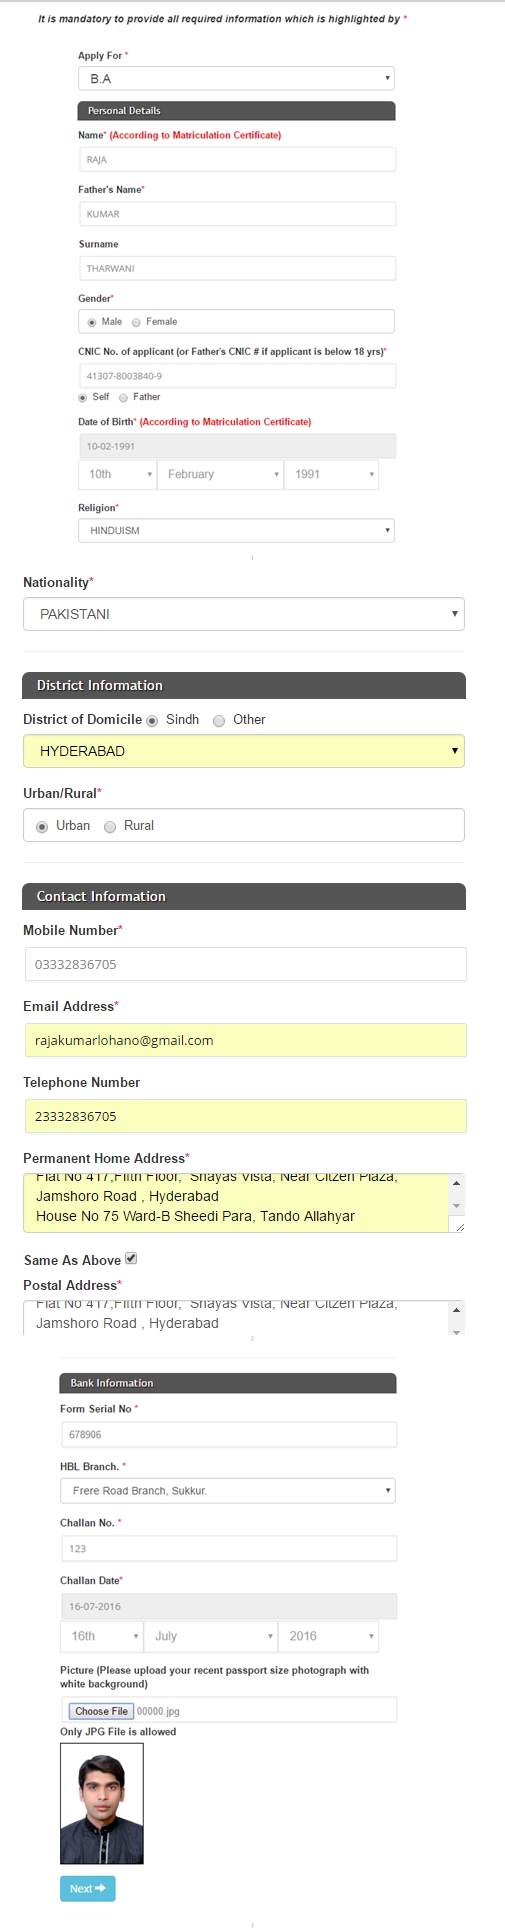 It is mandatory to provide all required information which is highlighted by *
Apply For *
B.A
Personal Details
Name* (According to Matriculation Certificate)
RAJA
Father's Name*
KUMAR
Surname
THARWANI
Gender*
Male Female
CNIC No. of applicant (or Father's CNIC # if applicant is below 18 yrs)*
41307-8003840-9
Self Father
Date of Birth* (According to Matriculation Certificate)
10-02-1991
10th February 1991
Religion*
HINDUISM
1
Nationality*
PAKISTANI
District Information
District of Domicile Sindh Other
HYDERABAD
Urban/Rural*
Urban Rural
Contact Information
Mobile Number*
03332836705
Email Address*
rajakumarlohano@gmail.com
Telephone Number
23332836705
Permanent Home Address*
Flat No 417,Fifth Floor, Shayas Vista, Near Citzen Plaza,
Jamshoro Road , Hyderabad
House No 75 Ward-B Sheedi Para, Tando Allahyar
Same As Above
Postal Address*
Flat No 417,Fifth Floor, Shayas Vista, Near Citzen Plaza,
Jamshoro Road , Hyderabad
2
Bank Information
Form Serial No *
678906
HBL Branch. *
Frere Road Branch, Sukkur.
Challan No. *
123
Challan Date*
16-07-2016
16th July 2016
Picture (Please upload your recent passport size photograph with
white background)
Choose File 00000.jpg
Only JPG File is allowed
Next
3